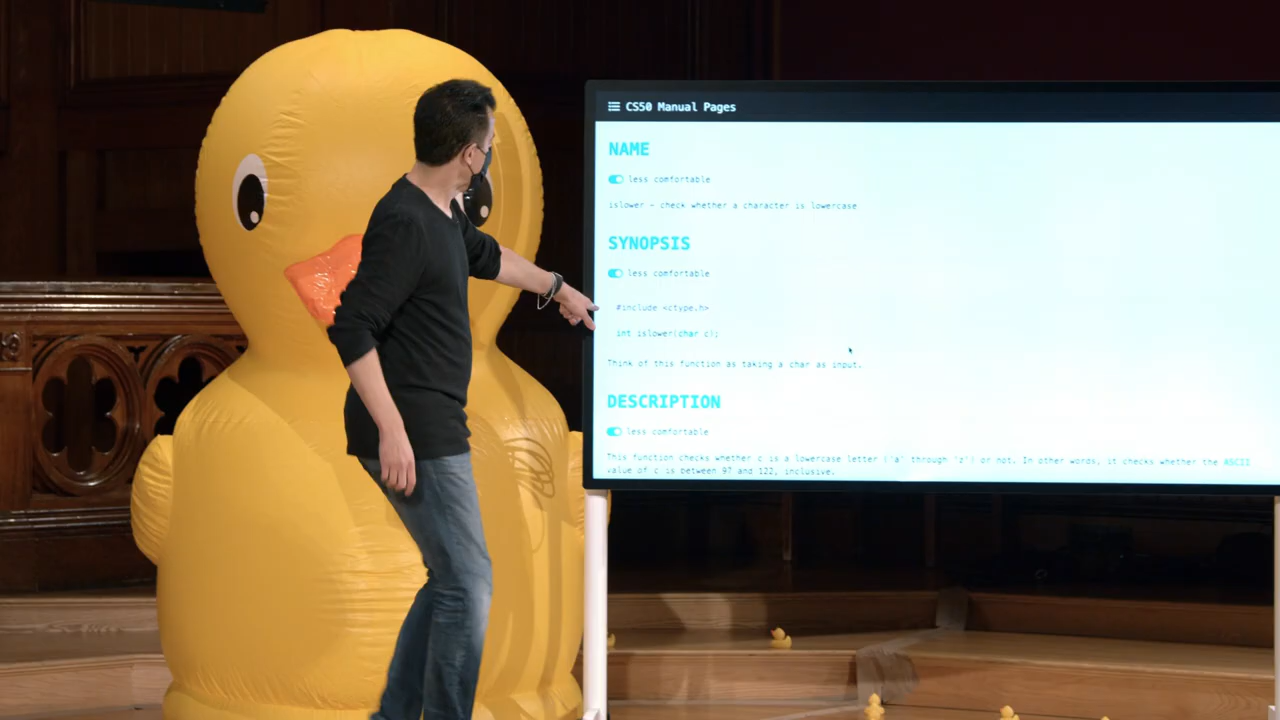 CS50 Manual Pages
NAME
less comfortable
islower – check whether a character is lowercase
SYNOPSIS
less comfortable
#include <ctype.h>
int islower(char c);
Think of this function as taking a char as input.
DESCRIPTION
less comfortable
This function checks whether c is a lowercase letter ('a' through 'z') or not. In other words, it checks whether the ASCII
value of c is between 97 and 122, inclusive.